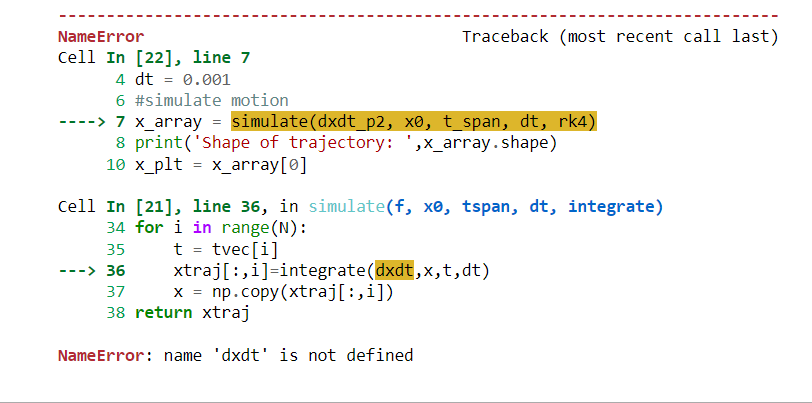 ---------------------------------------------------------------------------
NameError                                 Traceback (most recent call last)
Cell In [22], line 7
      4 dt = 0.001
      6 #simulate motion
----> 7 x_array = simulate(dxdt_p2, x0, t_span, dt, rk4)
      8 print('Shape of trajectory: ',x_array.shape)
     10 x_plt = x_array[0]
Cell In [21], line 36, in simulate(f, x0, tspan, dt, integrate)
     34 for i in range(N):
     35     t = tvec[i]
---> 36     xtraj[:,i]=integrate(dxdt,x,t,dt)
     37     x = np.copy(xtraj[:,i])
     38 return xtraj
NameError: name 'dxdt' is not defined